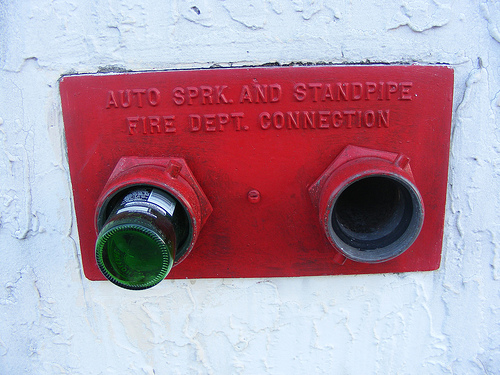 AUTO SPRK. AND STANDPIPE
FIRE DEPT. CONNECTION